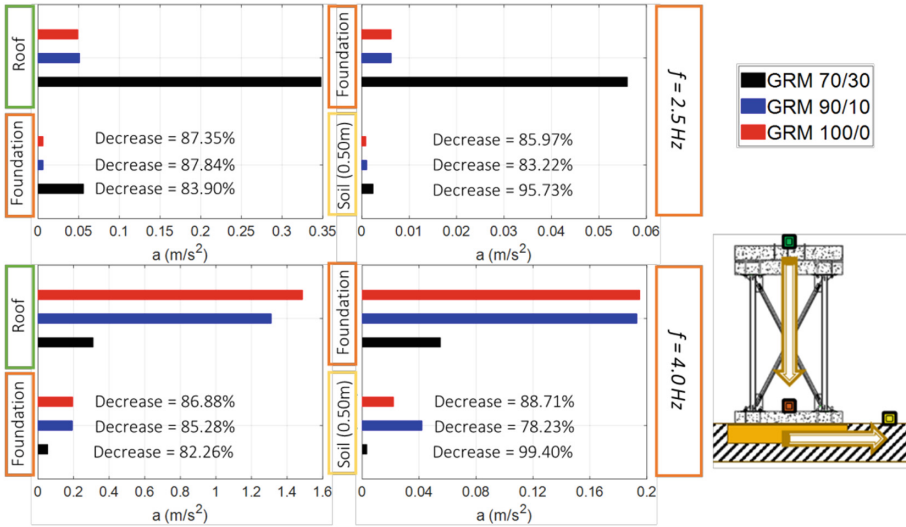 Roof
Foundation
Decrease = 87.35%
Decrease = 87.84%
Decrease = 83.90%
0 0.05 0.1 0.15 0.2 0.25 0.3 0.35
a (m/s²)
Foundation
Soil (0.50m)
Decrease = 85.97%
Decrease = 83.22%
Decrease = 95.73%
0 0.01 0.02 0.03 0.04 0.05 0.06
a (m/s²)
f = 2.5 Hz
GRM 70/30
GRM 90/10
GRM 100/0
Roof
Foundation
Decrease = 86.88%
Decrease = 85.28%
Decrease = 82.26%
0 0.2 0.4 0.6 0.8 1 1.2 1.4 1.6
a (m/s²)
Foundation
Soil (0.50m)
Decrease = 88.71%
Decrease = 78.23%
Decrease = 99.40%
0 0.04 0.08 0.12 0.16 0.2
a (m/s²)
f = 4.0 Hz